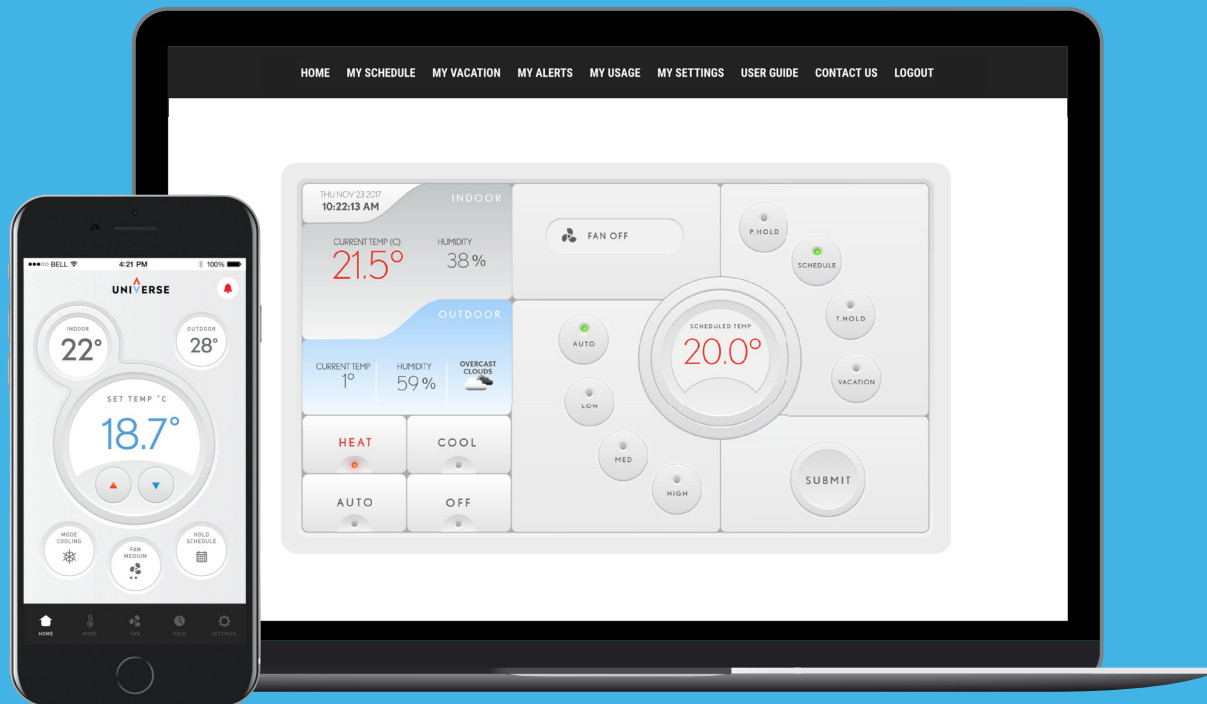 HOME MY SCHEDULE MY VACATION MY ALERTS MY USAGE MY SETTINGS USER GUIDE CONTACT US LOGOUT
THU NOV 23 2017
10:22:13 AM
INDOOR
CURRENT TEMP (C)
21.5°
HUMIDITY
38%
OUTDOOR
CURRENT TEMP
1°
HUMIDITY
59%
OVERCAST
CLOUDS
HEAT
COOL
AUTO
OFF
FAN OFF
AUTO
LOW
MED
HIGH
SCHEDULED TEMP
20.0°
P.HOLD
SCHEDULE
T.HOLD
VACATION
SUBMIT
BELL 4:21 PM 100%
UNIVERSE
INDOOR
22°
OUTDOOR
28°
SET TEMP °C
18.7°
MODE
COOLING
FAN
MEDIUM
HOLD
SCHEDULE
HOME MODE FAN HOLD SETTINGS